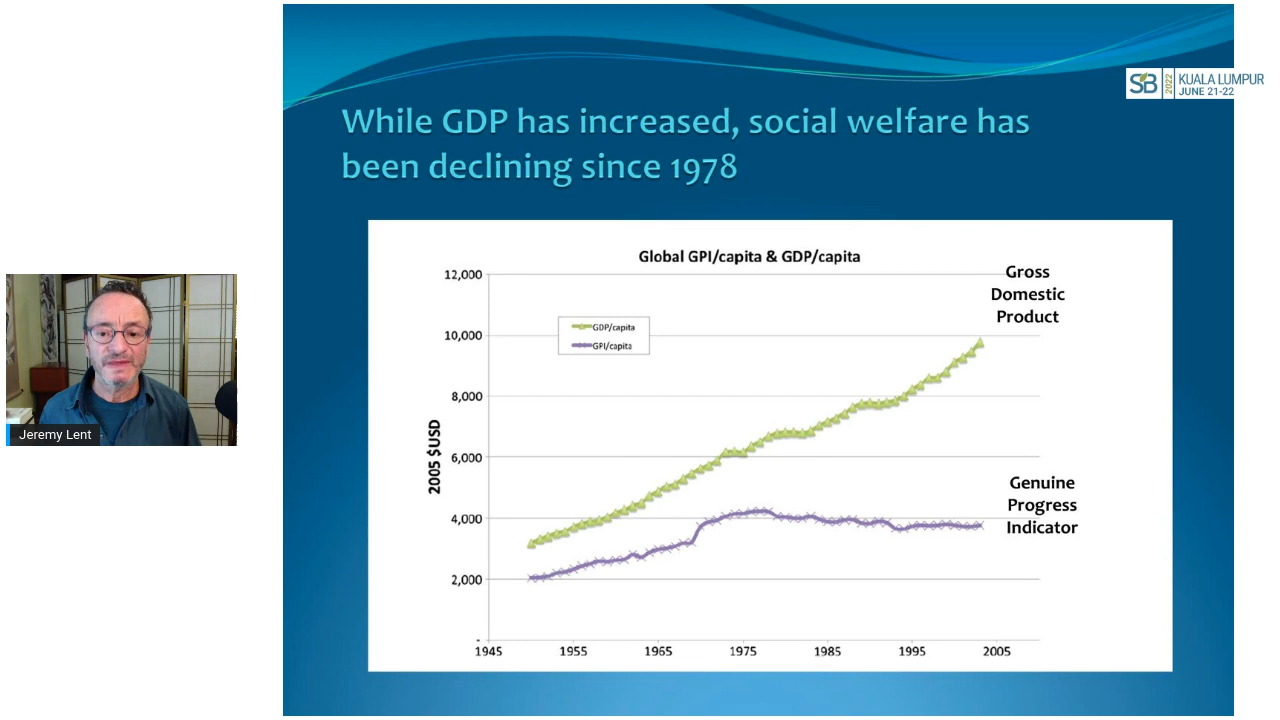 SB 2022 KUALA LUMPUR
JUNE 21-22
While GDP has increased, social welfare has
been declining since 1978
Global GPI/capita & GDP/capita
Gross
Domestic
Product
GDP/capita
GPI/capita
2005 $USD
12,000
10,000
8,000
6,000
4,000
2,000
-
Genuine
Progress
Indicator
1945 1955 1965 1975 1985 1995 2005
Jeremy Lent